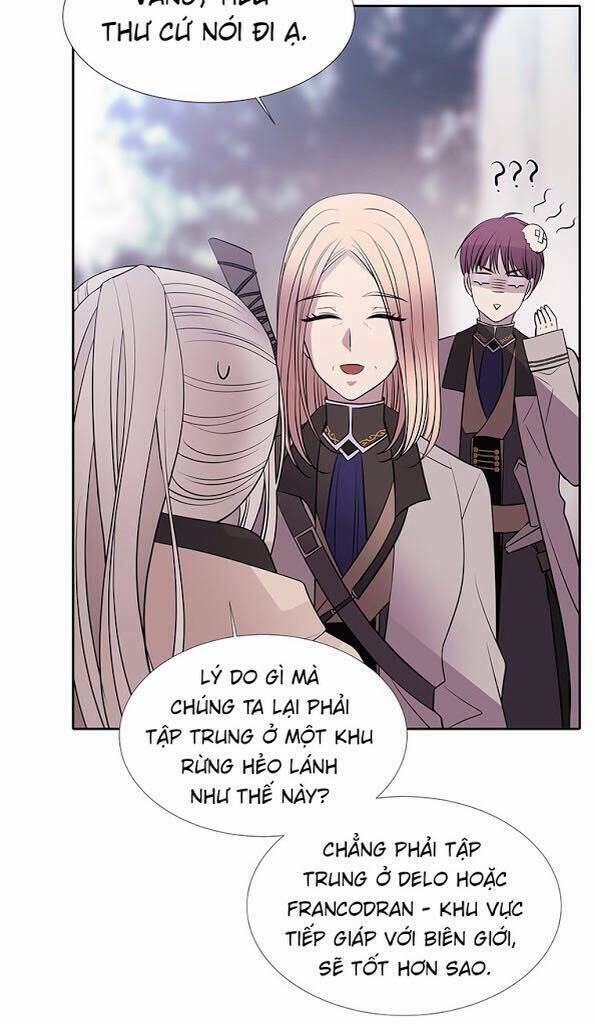 THƯ CỨ NÓI ĐI Ạ.
???
LÝ DO GÌ MÀ
CHÚNG TA LẠI PHẢI
TẬP TRUNG Ở MỘT KHU
RỪNG HẺO LÁNH
NHƯ THẾ NÀY?
CHẲNG PHẢI TẬP
TRUNG Ở DELO HOẶC
FRANCODRAN - KHU VỰC
TIẾP GIÁP VỚI BIÊN GIỚI,
SẼ TỐT HƠN SAO.